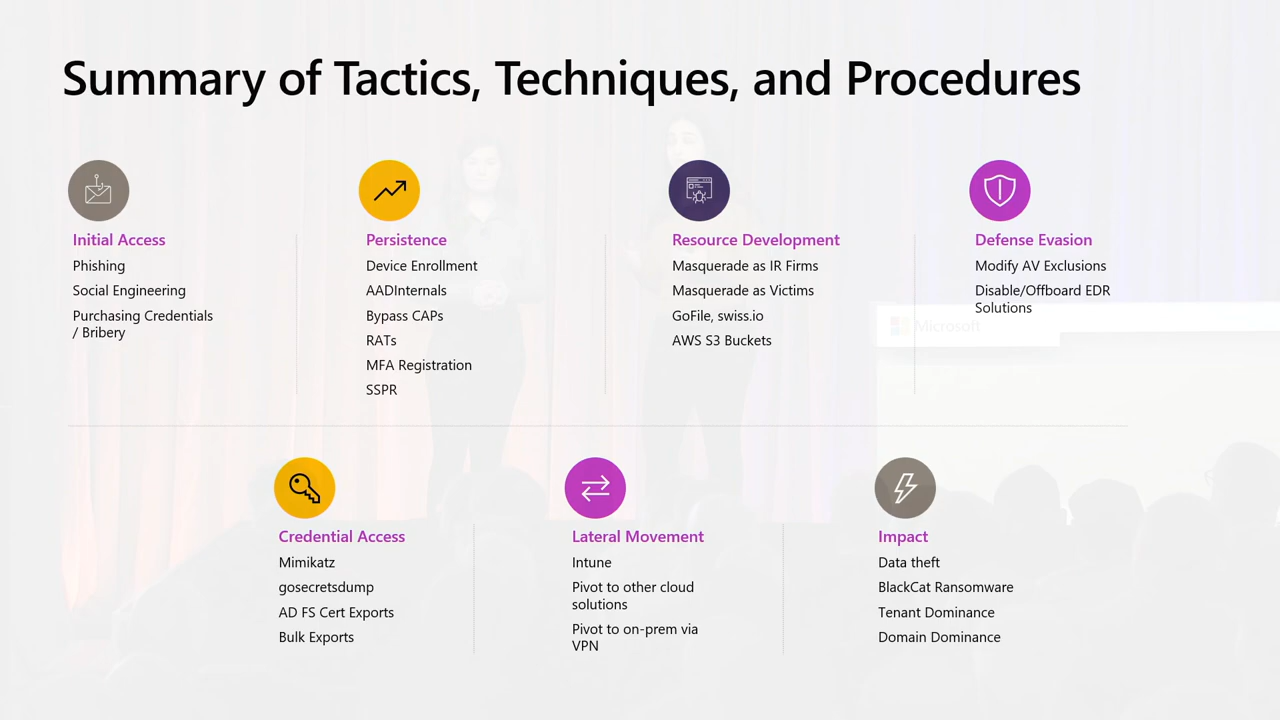 Summary of Tactics, Techniques, and Procedures
Initial Access
Phishing
Social Engineering
Purchasing Credentials
/ Bribery
Persistence
Device Enrollment
AADInternals
Bypass CAPs
RATs
MFA Registration
SSPR
Resource Development
Masquerade as IR Firms
Masquerade as Victims
GoFile, swiss.io
AWS S3 Buckets
Defense Evasion
Modify AV Exclusions
Disable/Offboard EDR
Solutions
Microsoft
Credential Access
Mimikatz
gosecretsdump
AD FS Cert Exports
Bulk Exports
Lateral Movement
Intune
Pivot to other cloud
solutions
Pivot to on-prem via
VPN
Impact
Data theft
BlackCat Ransomware
Tenant Dominance
Domain Dominance